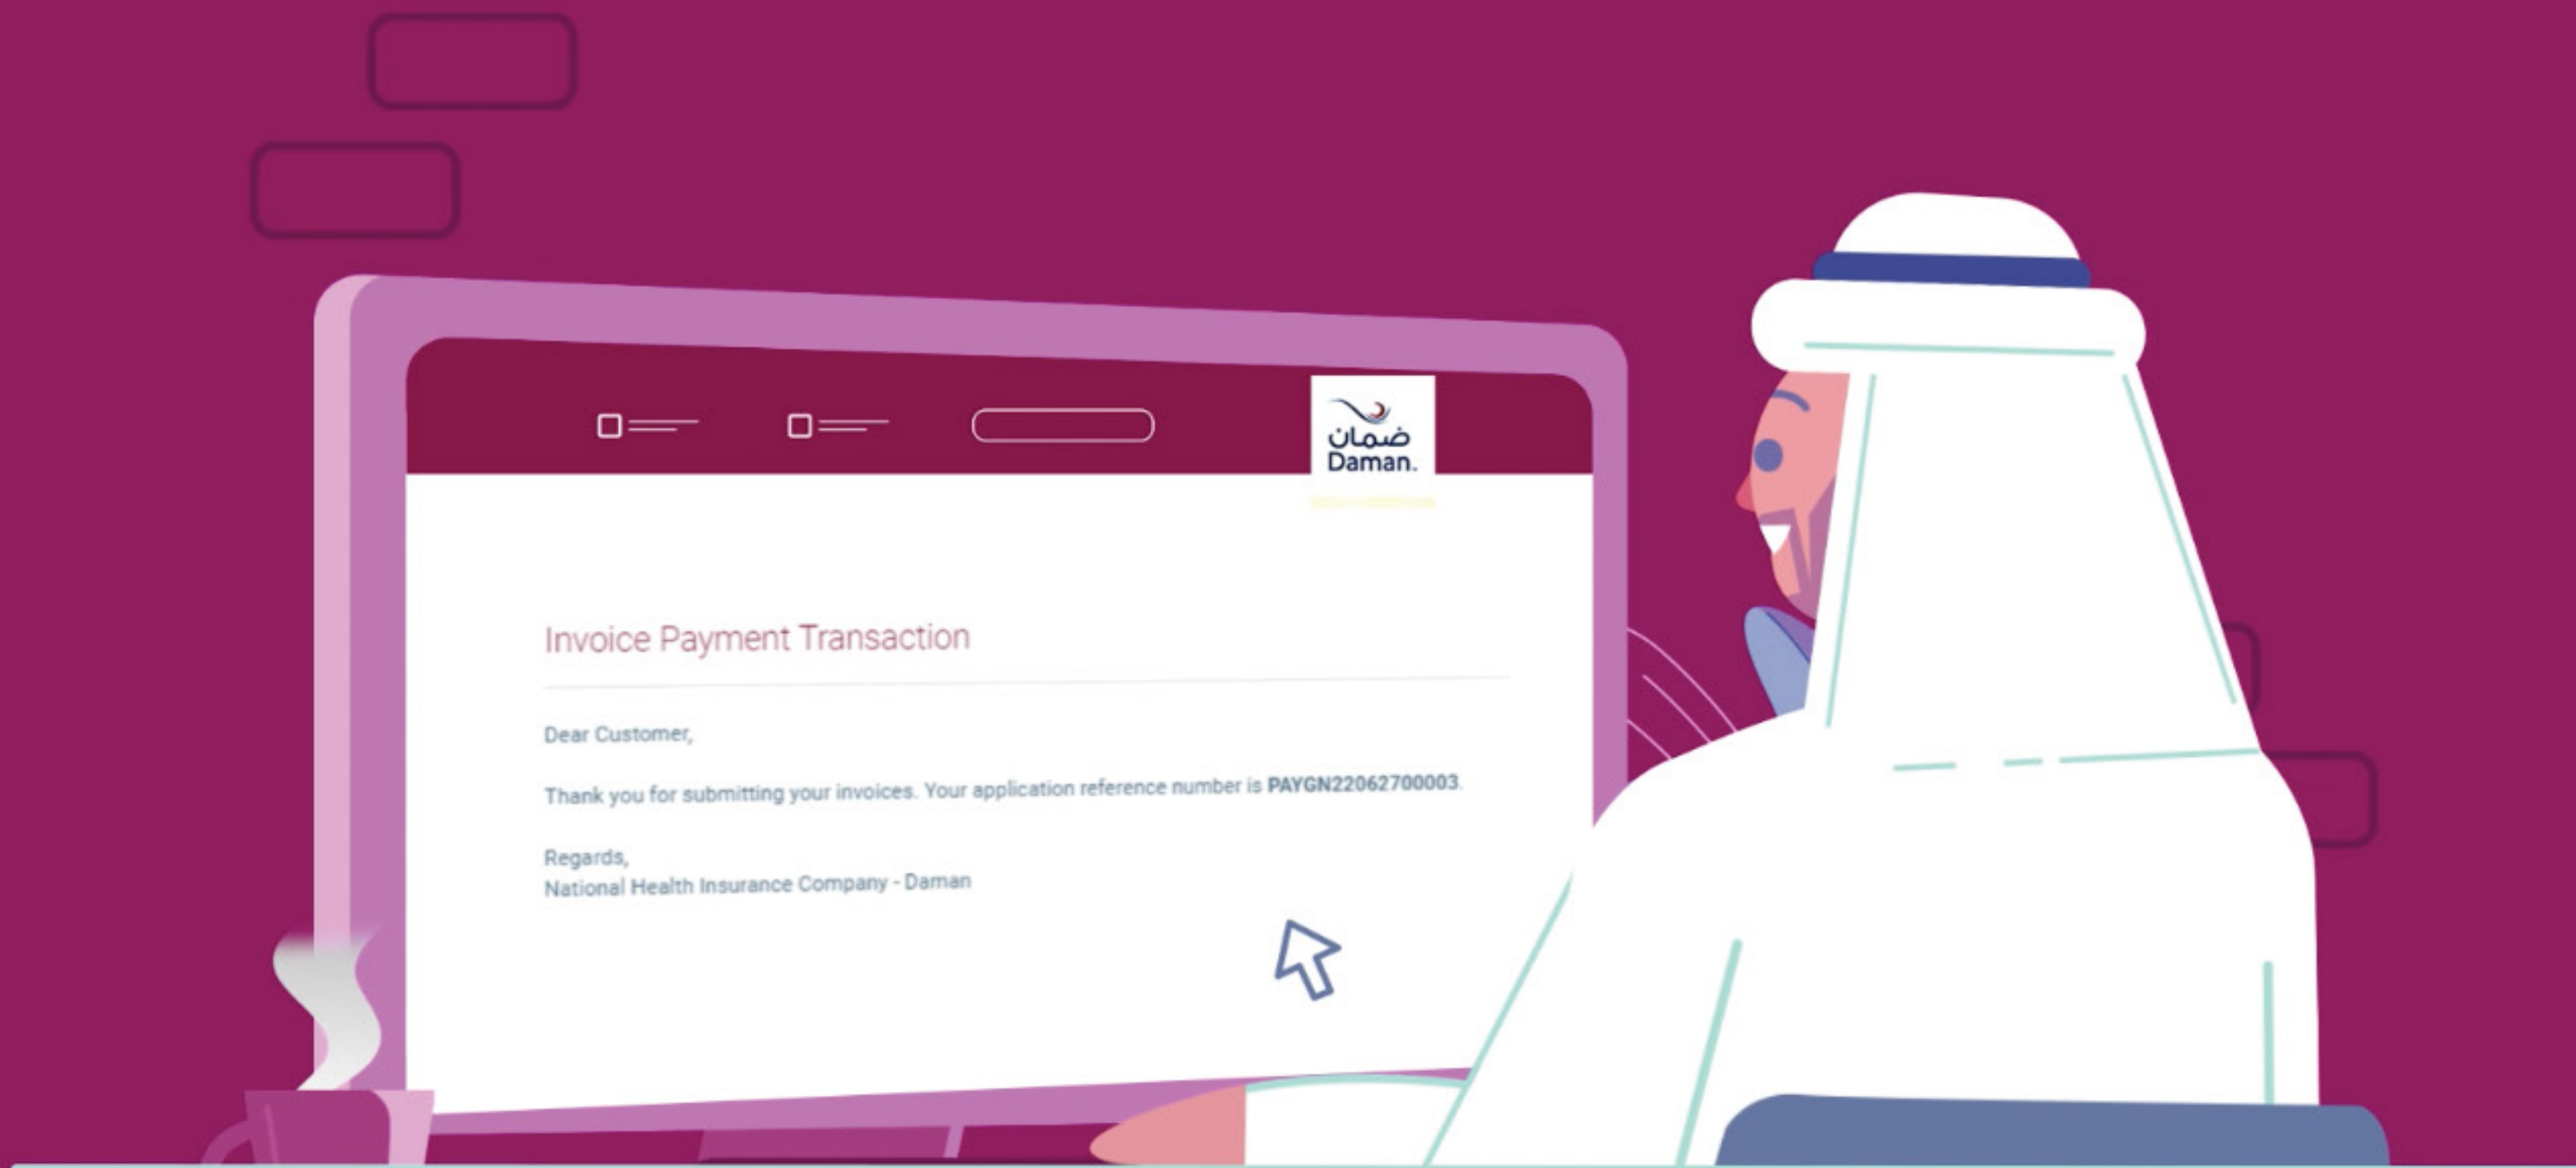 ضمان
Daman.
Invoice Payment Transaction
Dear Customer,
Thank you for submitting your invoices. Your application reference number is PAYGN22062700003.
Regards,
National Health Insurance Company - Daman